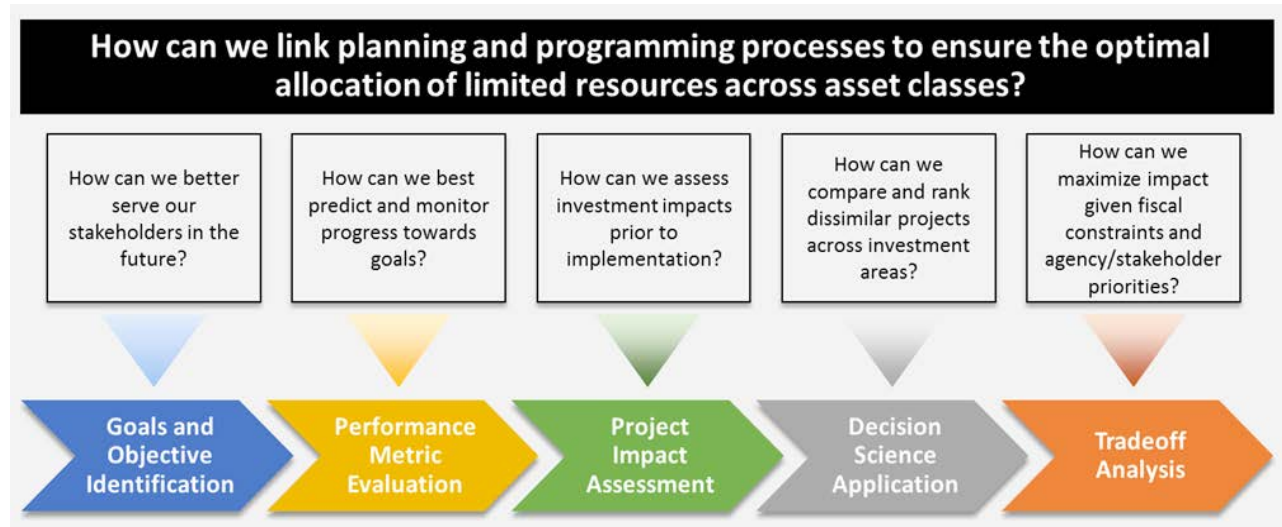 How can we link planning and programming processes to ensure the optimal
allocation of limited resources across asset classes?
How can we better
serve our
stakeholders in the
future?
How can we best
predict and monitor
progress towards
goals?
How can we assess
investment impacts
prior to
implementation?
How can we
compare and rank
dissimilar projects
across investment
areas?
How can we
maximize impact
given fiscal
constraints and
agency/stakeholder
priorities?
Goals and
Objective
Identification
Performance
Metric
Evaluation
Project
Impact
Assessment
Decision
Science
Application
Tradeoff
Analysis